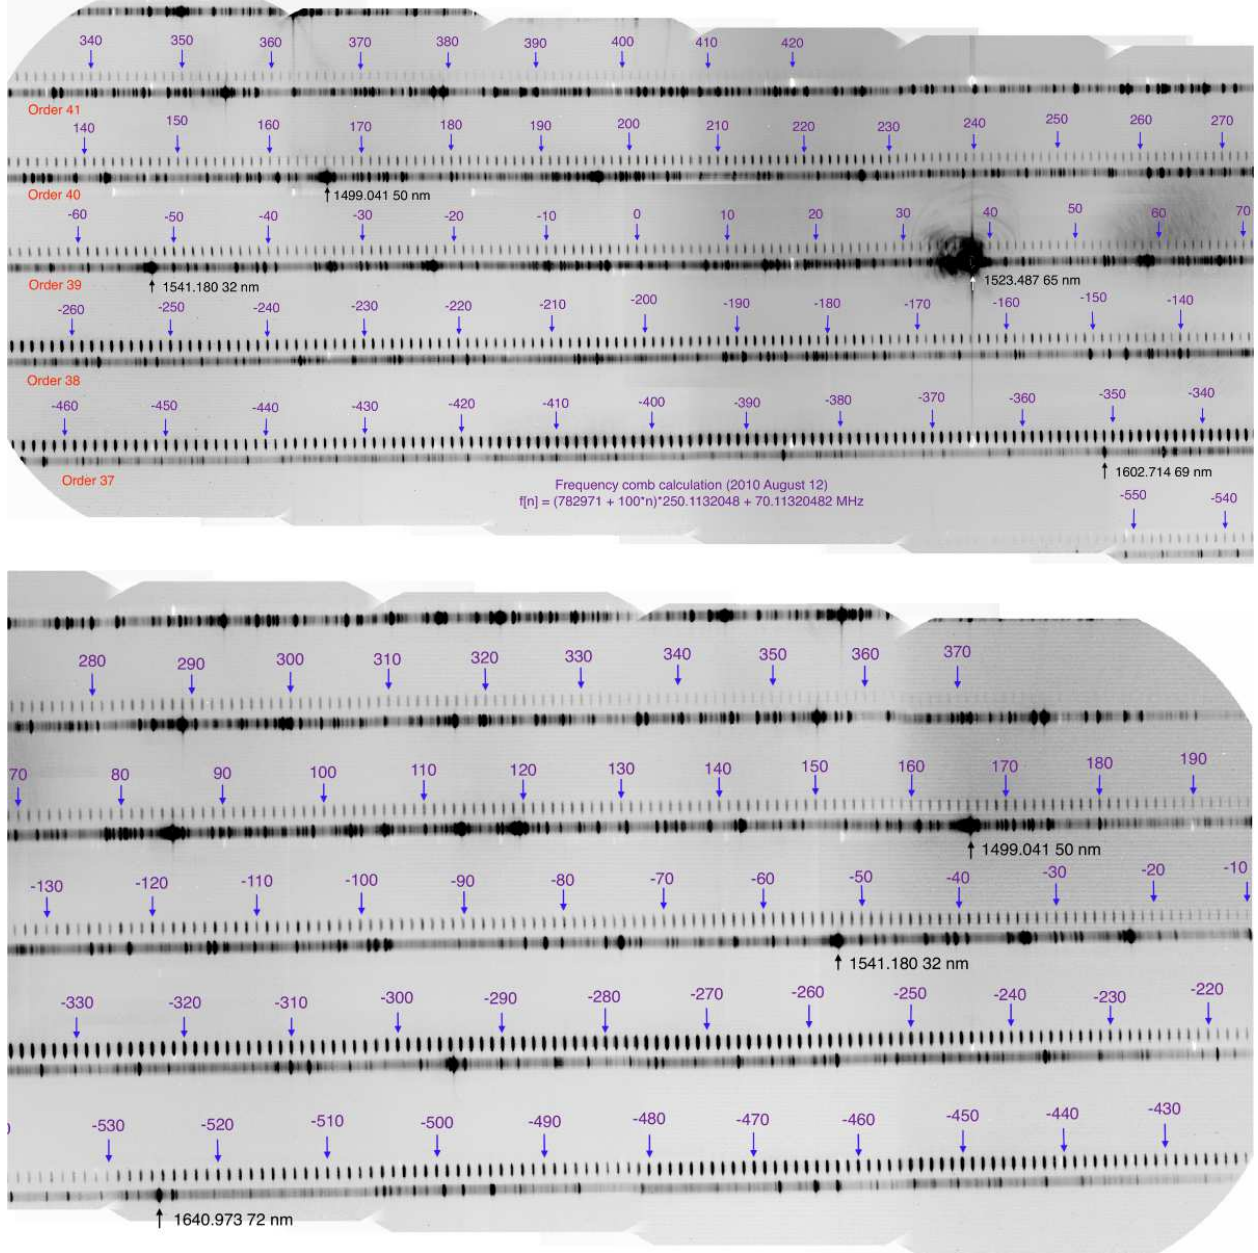 340 350 360 370 380 390 400 410 420
Order 41
140 150 160 170 180 190 200 210 220 230 240 250 260 270
Order 40
1499.041 50 nm
-60 -50 -40 -30 -20 -10 0 10 20 30 40 50 60 70
Order 39
1541.180 32 nm
1523.487 65 nm
-260 -250 -240 -230 -220 -210 -200 -190 -180 -170 -160 -150 -140
Order 38
-460 -450 -440 -430 -420 -410 -400 -390 -380 -370 -360 -350 -340
Order 37
1602.714 69 nm
Frequency comb calculation (2010 August 12)
f[n] = (782971 + 100*n)*250.1132048 + 70.11320482 MHz
-550 -540
280 290 300 310 320 330 340 350 360 370
70 80 90 100 110 120 130 140 150 160 170 180 190
1499.041 50 nm
-130 -120 -110 -100 -90 -80 -70 -60 -50 -40 -30 -20 -10
1541.180 32 nm
-330 -320 -310 -300 -290 -280 -270 -260 -250 -240 -230 -220
-530 -520 -510 -500 -490 -480 -470 -460 -450 -440 -430
1640.973 72 nm